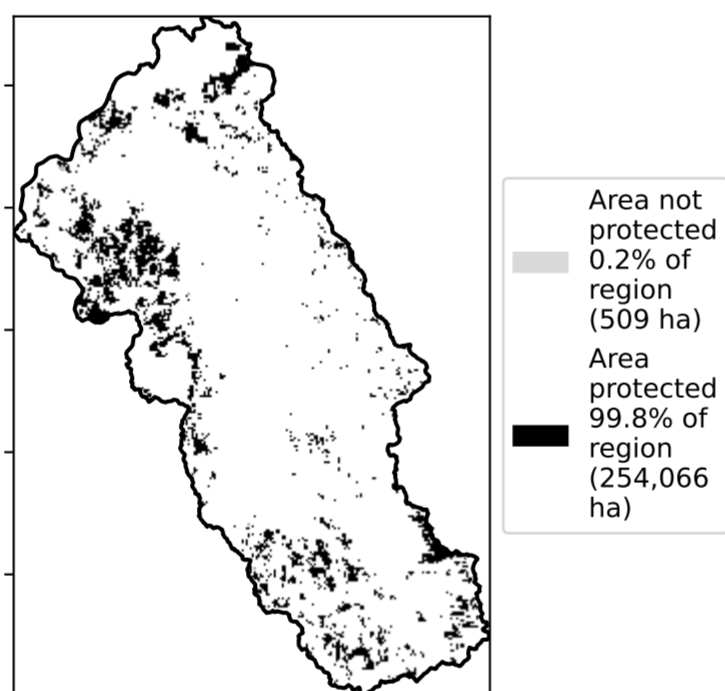 Area not
protected
0.2% of
region
(509 ha)
Area
protected
99.8% of
region
(254,066
ha)